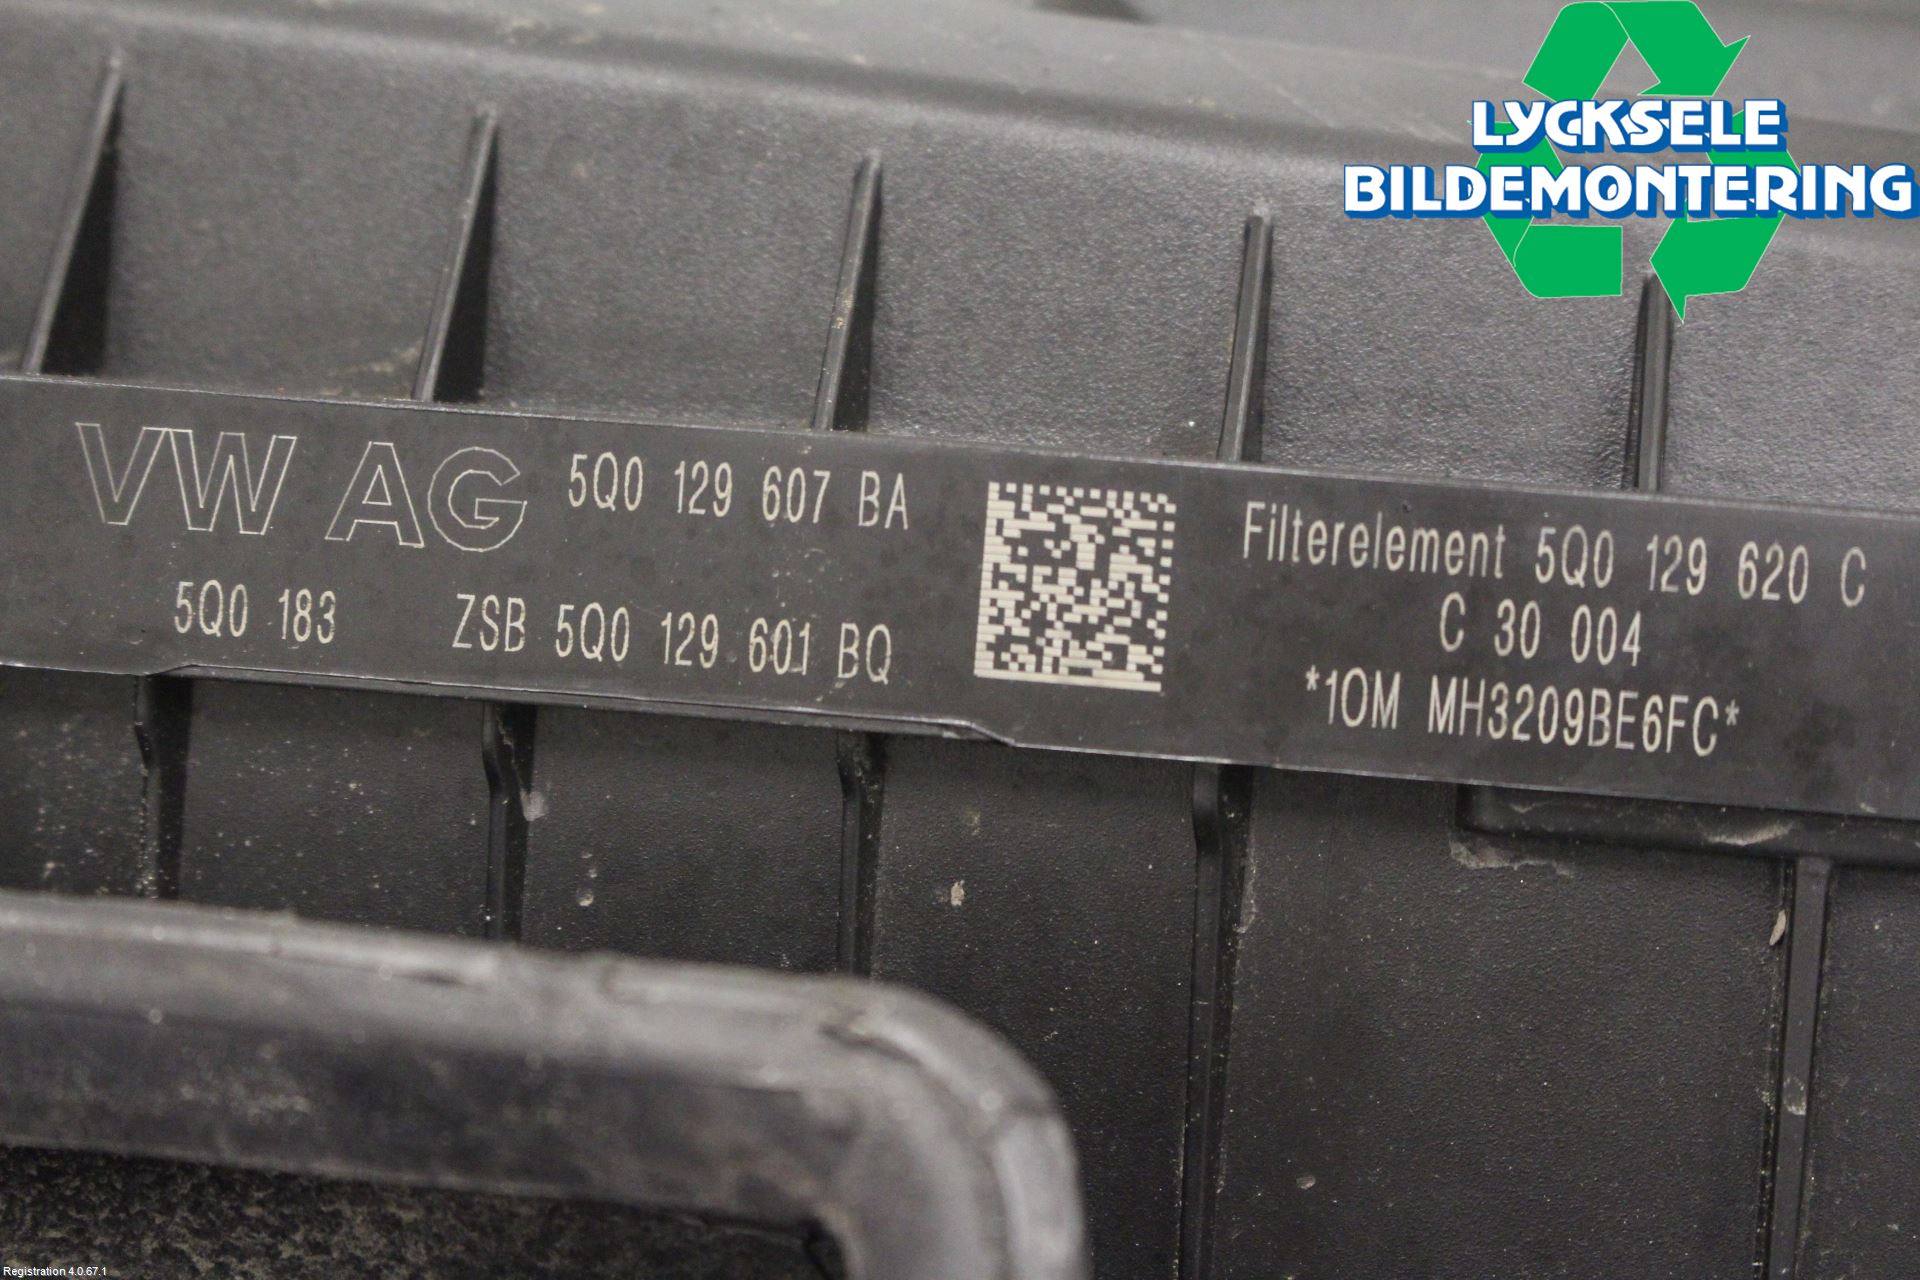 LYCKSELE
BILDEMONTERING
VW AG 5Q0 129 607 BA
5Q0 183 ZSB 5Q0 129 601 BQ
Filterelement 5Q0 129 620 C
C 30 004
*1OM MH3209BE6FC*
Registration 4.0.67.1